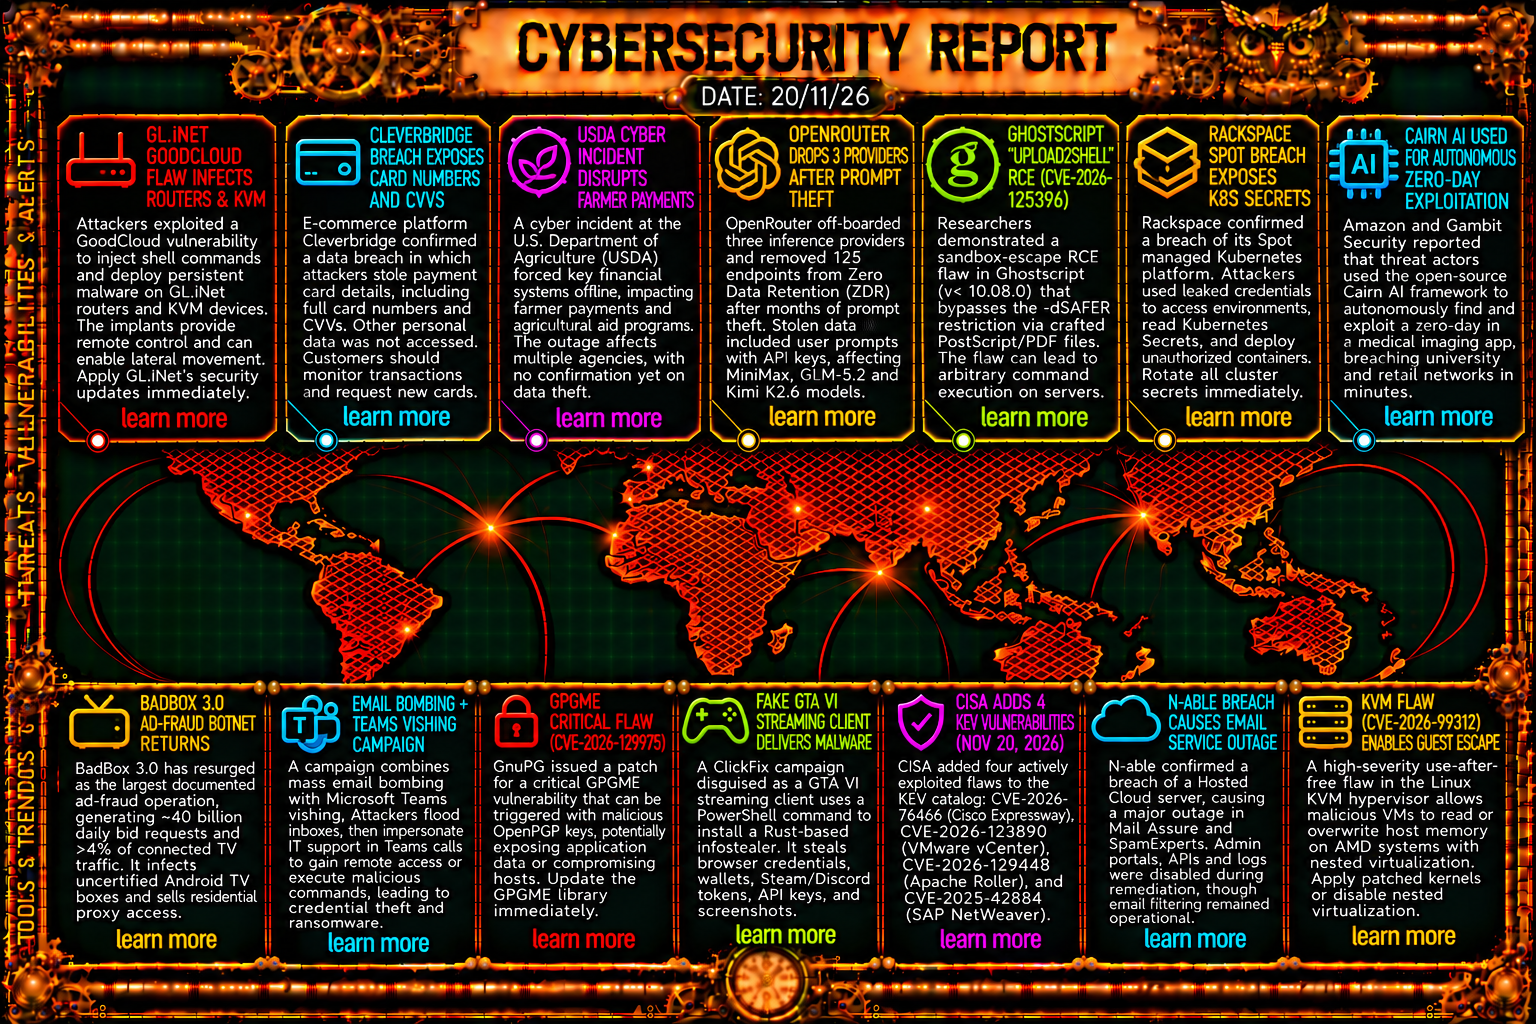 CYBERSECURITY REPORT
DATE: 20/11/26
THREATS VULNERABILITIES & ALERTS
TOOLS TRENDS
GL.iNET
GOODCLOUD
FLAW INFECTS
ROUTERS & KVM
Attackers exploited a
GoodCloud vulnerability
to inject shell commands
and deploy persistent
malware on GL.iNet
routers and KVM devices.
The implants provide
remote control and can
enable lateral movement.
Apply GL.iNet's security
updates immediately.
learn more
CLEVERBRIDGE
BREACH EXPOSES
CARD NUMBERS
AND CVVS
E-commerce platform
Cleverbridge confirmed
a data breach in which
attackers stole payment
card details, including
full card numbers and
CVVs. Other personal
data was not accessed.
Customers should
monitor transactions
and request new cards.
learn more
USDA CYBER
INCIDENT
DISRUPTS
FARMER PAYMENTS
A cyber incident at the
U.S. Department of
Agriculture (USDA)
forced key financial
systems offline, impacting
farmer payments and
agricultural aid programs.
The outage affects
multiple agencies, with
no confirmation yet on
data theft.
learn more
OPENROUTER
DROPS 3 PROVIDERS
AFTER PROMPT
THEFT
OpenRouter off-boarded
three inference providers
and removed 125
endpoints from Zero
Data Retention (ZDR)
after months of prompt
theft. Stolen data
included user prompts
with API keys, affecting
MiniMax, GLM-5.2 and
Kimi K2.6 models.
learn more
g
GHOSTSCRIPT
"UPLOAD2SHELL"
RCE (CVE-2026-
125396)
Researchers
demonstrated a
sandbox-escape RCE
flaw in Ghostscript
(v< 10.08.0) that
bypasses the -dSAFER
restriction via crafted
PostScript/PDF files.
The flaw can lead to
arbitrary command
execution on servers.
learn more
RACKSPACE
SPOT BREACH
EXPOSES
K8S SECRETS
Rackspace confirmed
a breach of its Spot
managed Kubernetes
platform. Attackers
used leaked credentials
to access environments,
read Kubernetes
Secrets, and deploy
unauthorized containers.
Rotate all cluster
secrets immediately.
learn more
AI
CAIRN AI USED
FOR AUTONOMOUS
ZERO-DAY
EXPLOITATION
Amazon and Gambit
Security reported
that threat actors
used the open-source
Cairn AI framework to
autonomously find and
exploit a zero-day in
a medical imaging app,
breaching university
and retail networks in
minutes.
learn more
BADBOX 3.0
AD-FRAUD BOTNET
RETURNS
BadBox 3.0 has resurged
as the largest documented
ad-fraud operation,
generating ~40 billion
daily bid requests and
>4% of connected TV
traffic. It infects
uncertified Android TV
boxes and sells residential
proxy access.
learn more
T
EMAIL BOMBING +
TEAMS VISHING
CAMPAIGN
A campaign combines
mass email bombing
with Microsoft Teams
vishing, Attackers flood
inboxes, then impersonate
IT support in Teams calls
to gain remote access or
execute malicious
commands, leading to
credential theft and
ransomware.
learn more
GPGME
CRITICAL FLAW
(CVE-2026-129975)
GnuPG issued a patch
for a critical GPGME
vulnerability that can be
triggered with malicious
OpenPGP keys, potentially
exposing application
data or compromising
hosts. Update the
GPGME library
immediately.
learn more
FAKE GTA VI
STREAMING CLIENT
DELIVERS MALWARE
A ClickFix campaign
disguised as a GTA VI
streaming client uses a
PowerShell command to
install a Rust-based
infostealer. It steals
browser credentials,
wallets, Steam/Discord
tokens, API keys, and
screenshots.
learn more
CISA ADDS 4
KEV VULNERABILITIES
(NOV 20, 2026)
CISA added four actively
exploited flaws to the
KEV catalog: CVE-2026-
76466 (Cisco Expressway),
CVE-2026-123890
(VMware vCenter),
CVE-2026-129448
(Apache Roller), and
CVE-2025-42884
(SAP NetWeaver).
learn more
N-ABLE BREACH
CAUSES EMAIL
SERVICE OUTAGE
N-able confirmed a
breach of a Hosted
Cloud server, causing
a major outage in
Mail Assure and
SpamExperts. Admin
portals, APIs and logs
were disabled during
remediation, though
email filtering remained
operational.
learn more
KVM FLAW
(CVE-2026-99312)
ENABLES GUEST ESCAPE
A high-severity use-after-
free flaw in the Linux
KVM hypervisor allows
malicious VMs to read or
overwrite host memory
on AMD systems with
nested virtualization.
Apply patched kernels
or disable nested
virtualization.
learn more